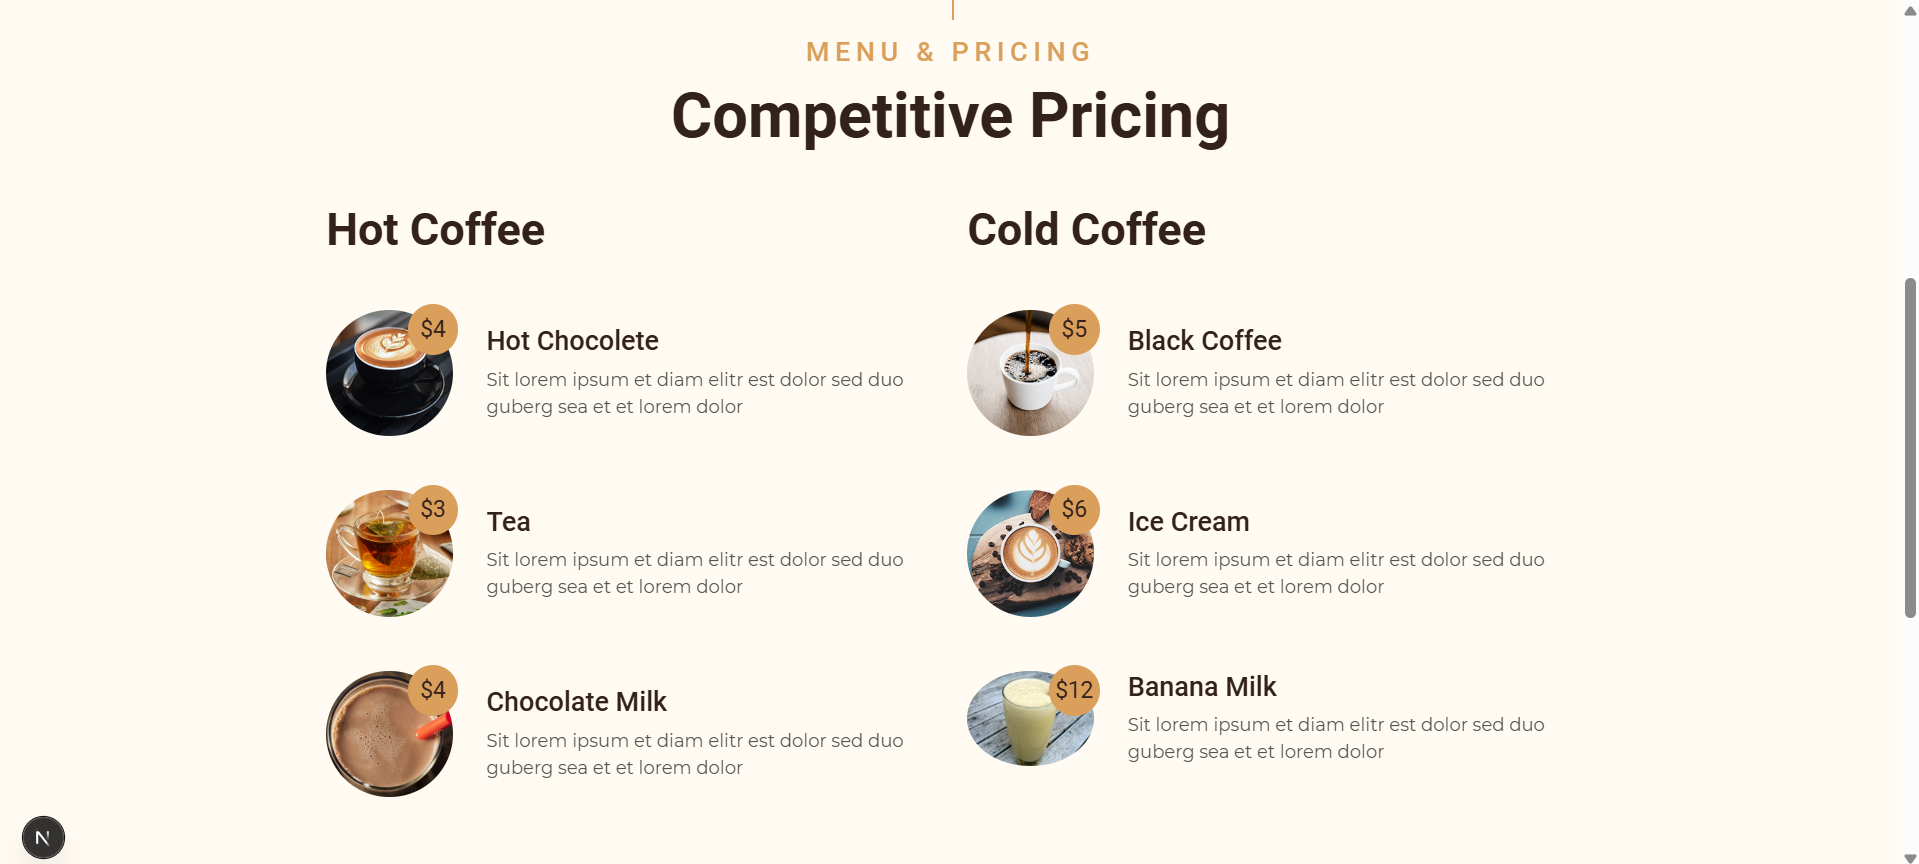 MENU & PRICING
Competitive Pricing
Hot Coffee
$4
Hot Chocolete
Sit lorem ipsum et diam elitr est dolor sed duo
guberg sea et et lorem dolor
$3
Tea
Sit lorem ipsum et diam elitr est dolor sed duo
guberg sea et et lorem dolor
$4
Chocolate Milk
Sit lorem ipsum et diam elitr est dolor sed duo
guberg sea et et lorem dolor
Cold Coffee
$5
Black Coffee
Sit lorem ipsum et diam elitr est dolor sed duo
guberg sea et et lorem dolor
$6
Ice Cream
Sit lorem ipsum et diam elitr est dolor sed duo
guberg sea et et lorem dolor
$12
Banana Milk
Sit lorem ipsum et diam elitr est dolor sed duo
guberg sea et et lorem dolor
N